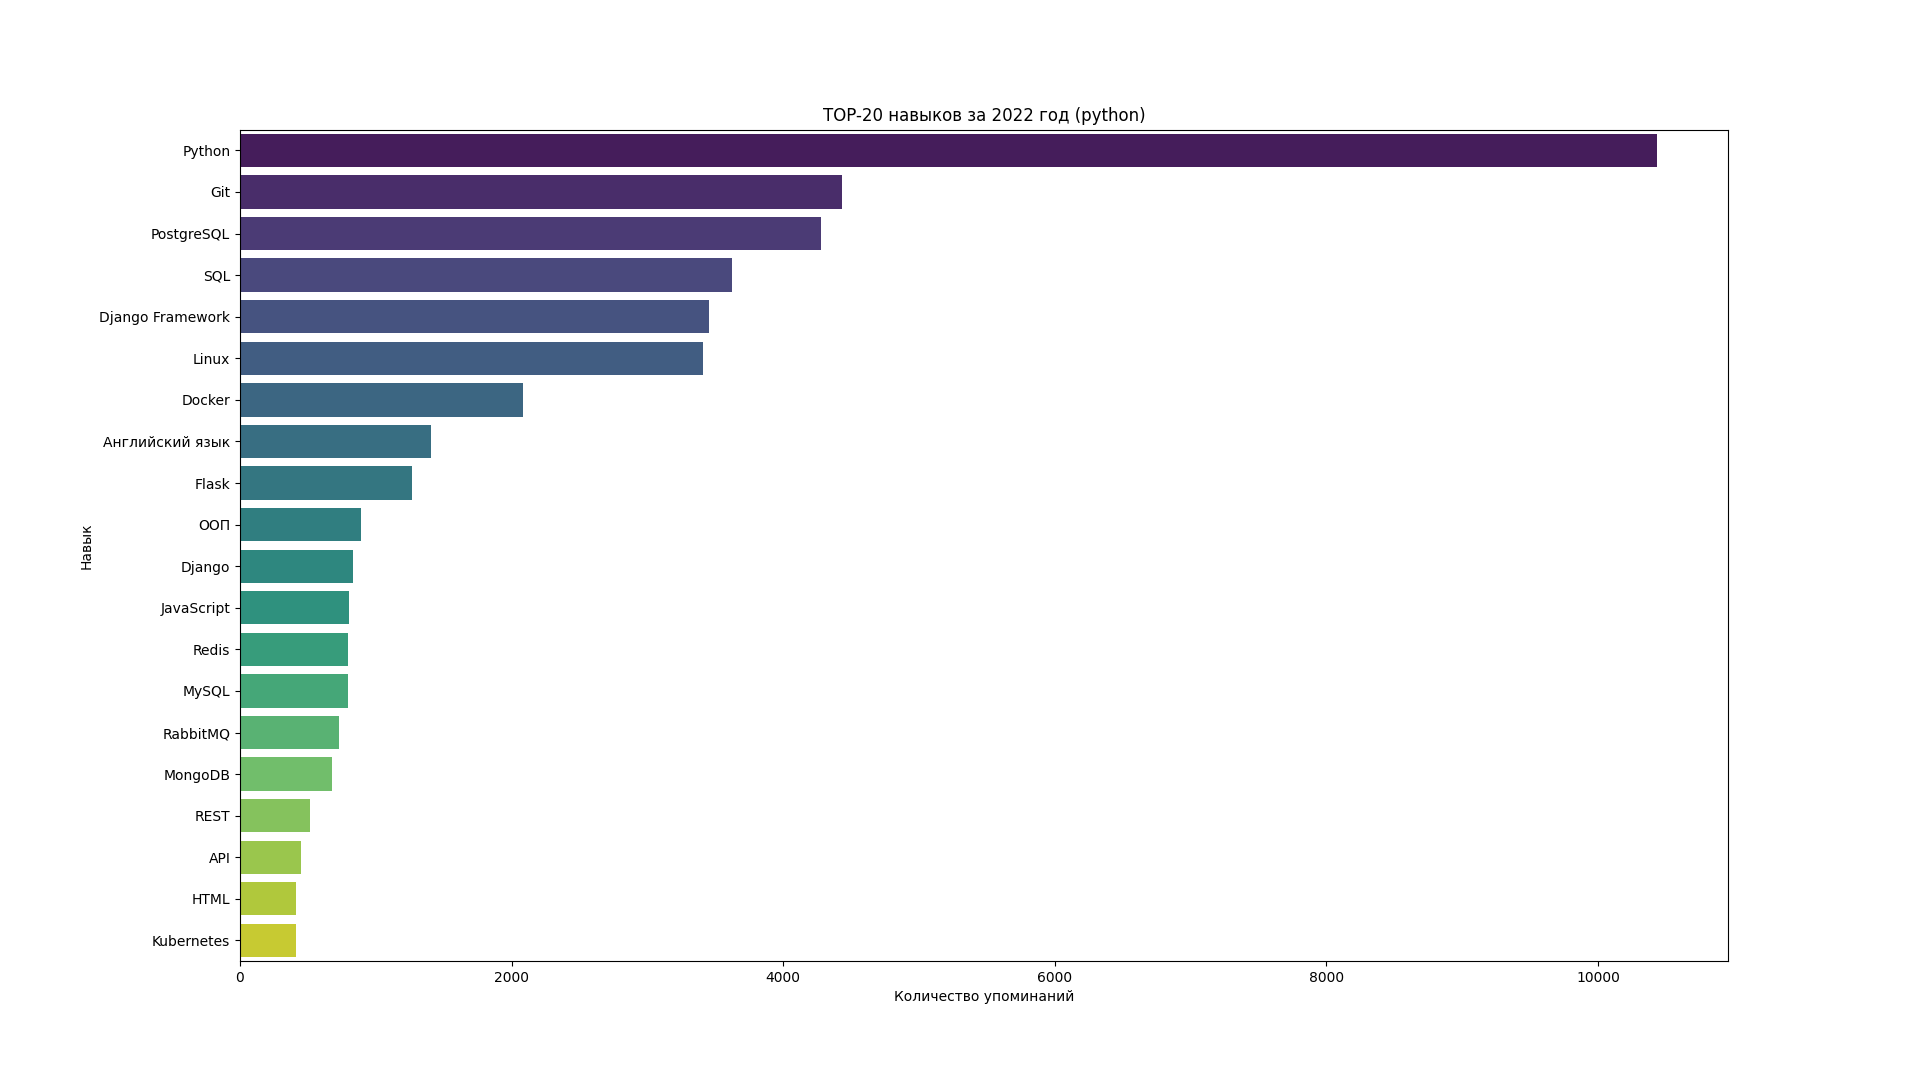 TOP-20 навыков за 2022 год (python)
Python
Git
PostgreSQL
SQL
Django Framework
Linux
Docker
Английский язык
Flask
ООП
Django
JavaScript
Redis
MySQL
RabbitMQ
MongoDB
REST
API
HTML
Kubernetes
Навык
0 2000 4000 6000 8000 10000
Количество упоминаний